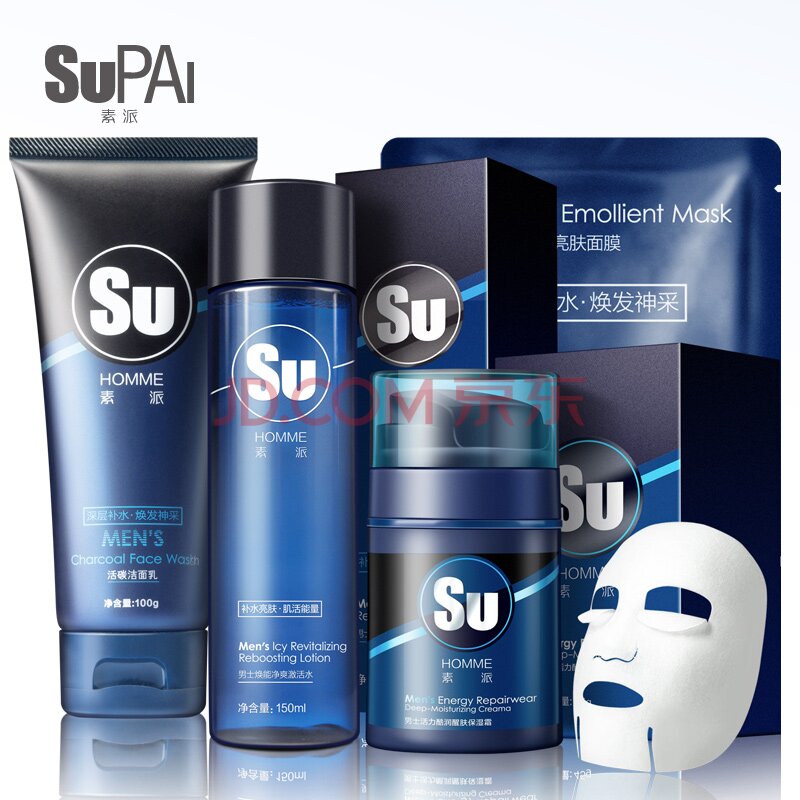 SuPAI
素派
Su
HOMME
素派
深层补水·焕发神采
MEN'S
Charcoal Face Wash
活碳洁面乳
净含量:100g
Su
HOMME
素派
补水亮肤·肌活能量
Men's Icy Revitalizing
Reboosting Lotion
男士焕能净爽激活水
净含量:150ml
Su
Emollient Mask
亮肤面膜
水·焕发神采
JD.COM 京东
Su
HOMME
素派
Men's Energy Repairwear
Deep-Moisturizing Creama
男士活力酷润醒肤保湿霜
Su
HOMME
素派